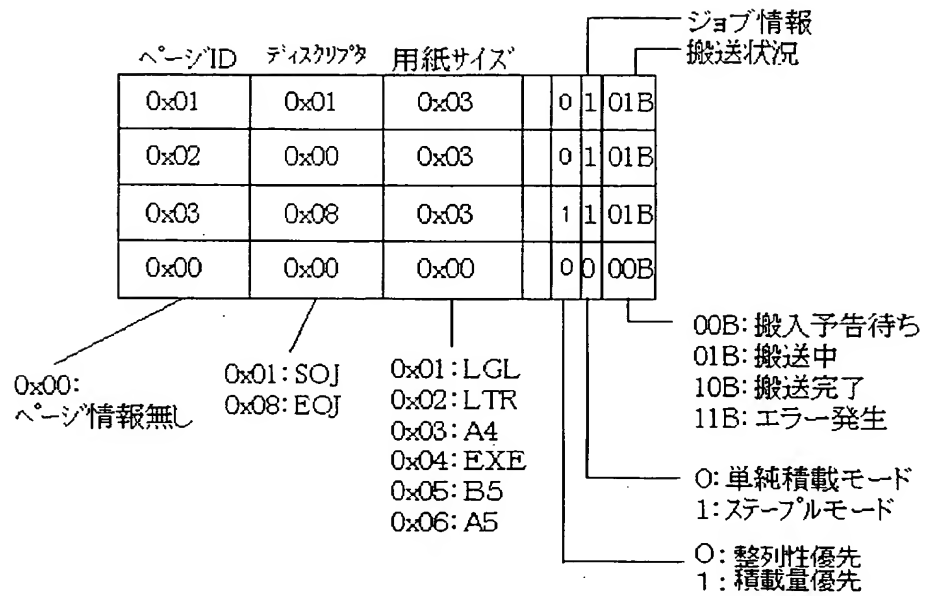 ジョブ情報
搬送状況
ページID ディスクリプタ 用紙サイズ
0x01 0x01 0x03 0 1 01B
0x02 0x00 0x03 0 1 01B
0x03 0x08 0x03 1 1 01B
0x00 0x00 0x00 0 0 00B
0x00:
ページ情報無し
0x01:SOJ
0x08:EOJ
0x01:LGL
0x02:LTR
0x03:A4
0x04:EXE
0x05:B5
0x06:A5
00B:搬入予告待ち
01B:搬送中
10B:搬送完了
11B:エラー発生
0:単純積載モード
1:ステープルモード
0:整列性優先
1:積載量優先